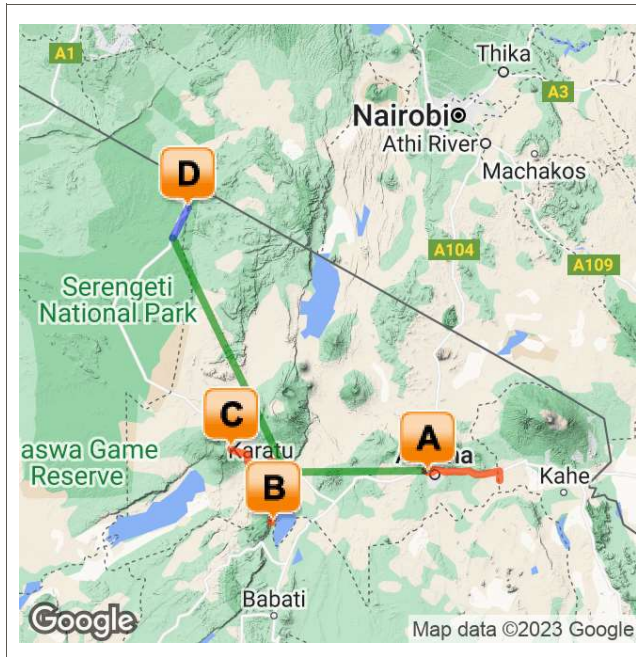 A1
Thika
A3
Nairobi
Athi River
Machakos
D
A104
A109
Serengeti
National Park
C
Karatu
A
aswa Game
Reserve
B
Kahe
Babati
Google
Map data ©2023 Google